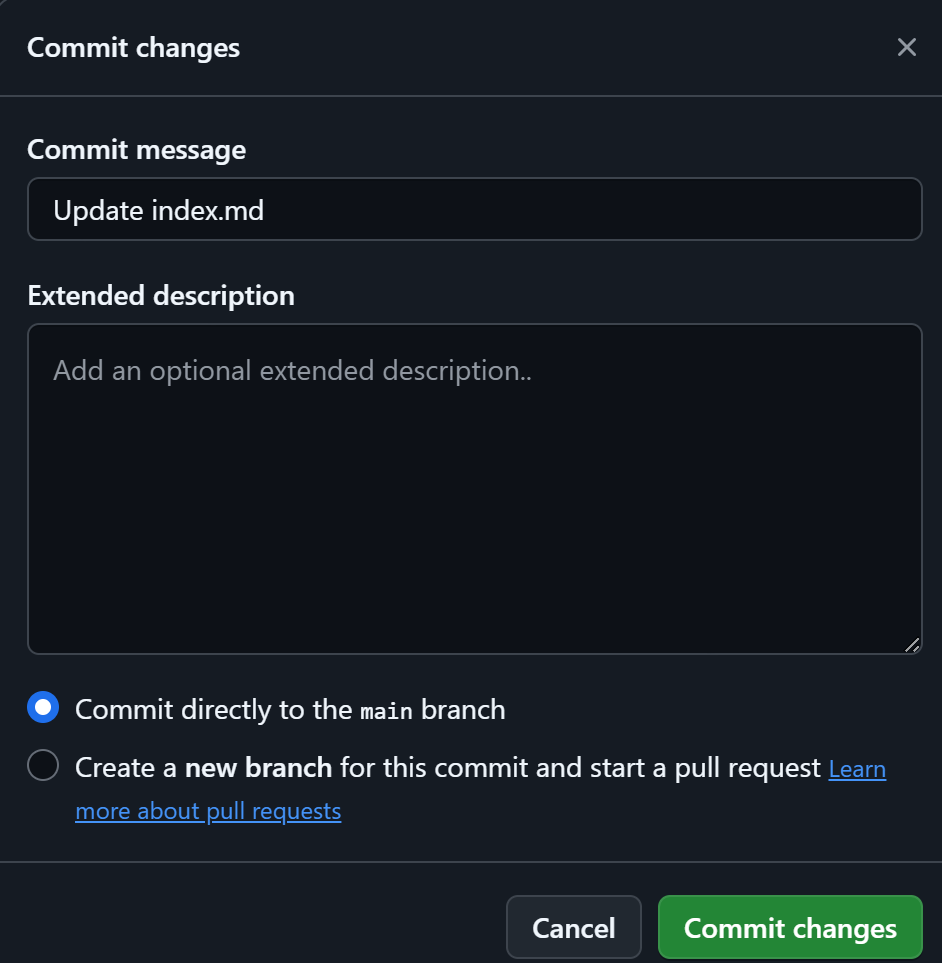 Commit changes
Commit message
Update index.md
Extended description
Add an optional extended description..
Commit directly to the main branch
Create a new branch for this commit and start a pull request Learn
more about pull requests
Cancel Commit changes